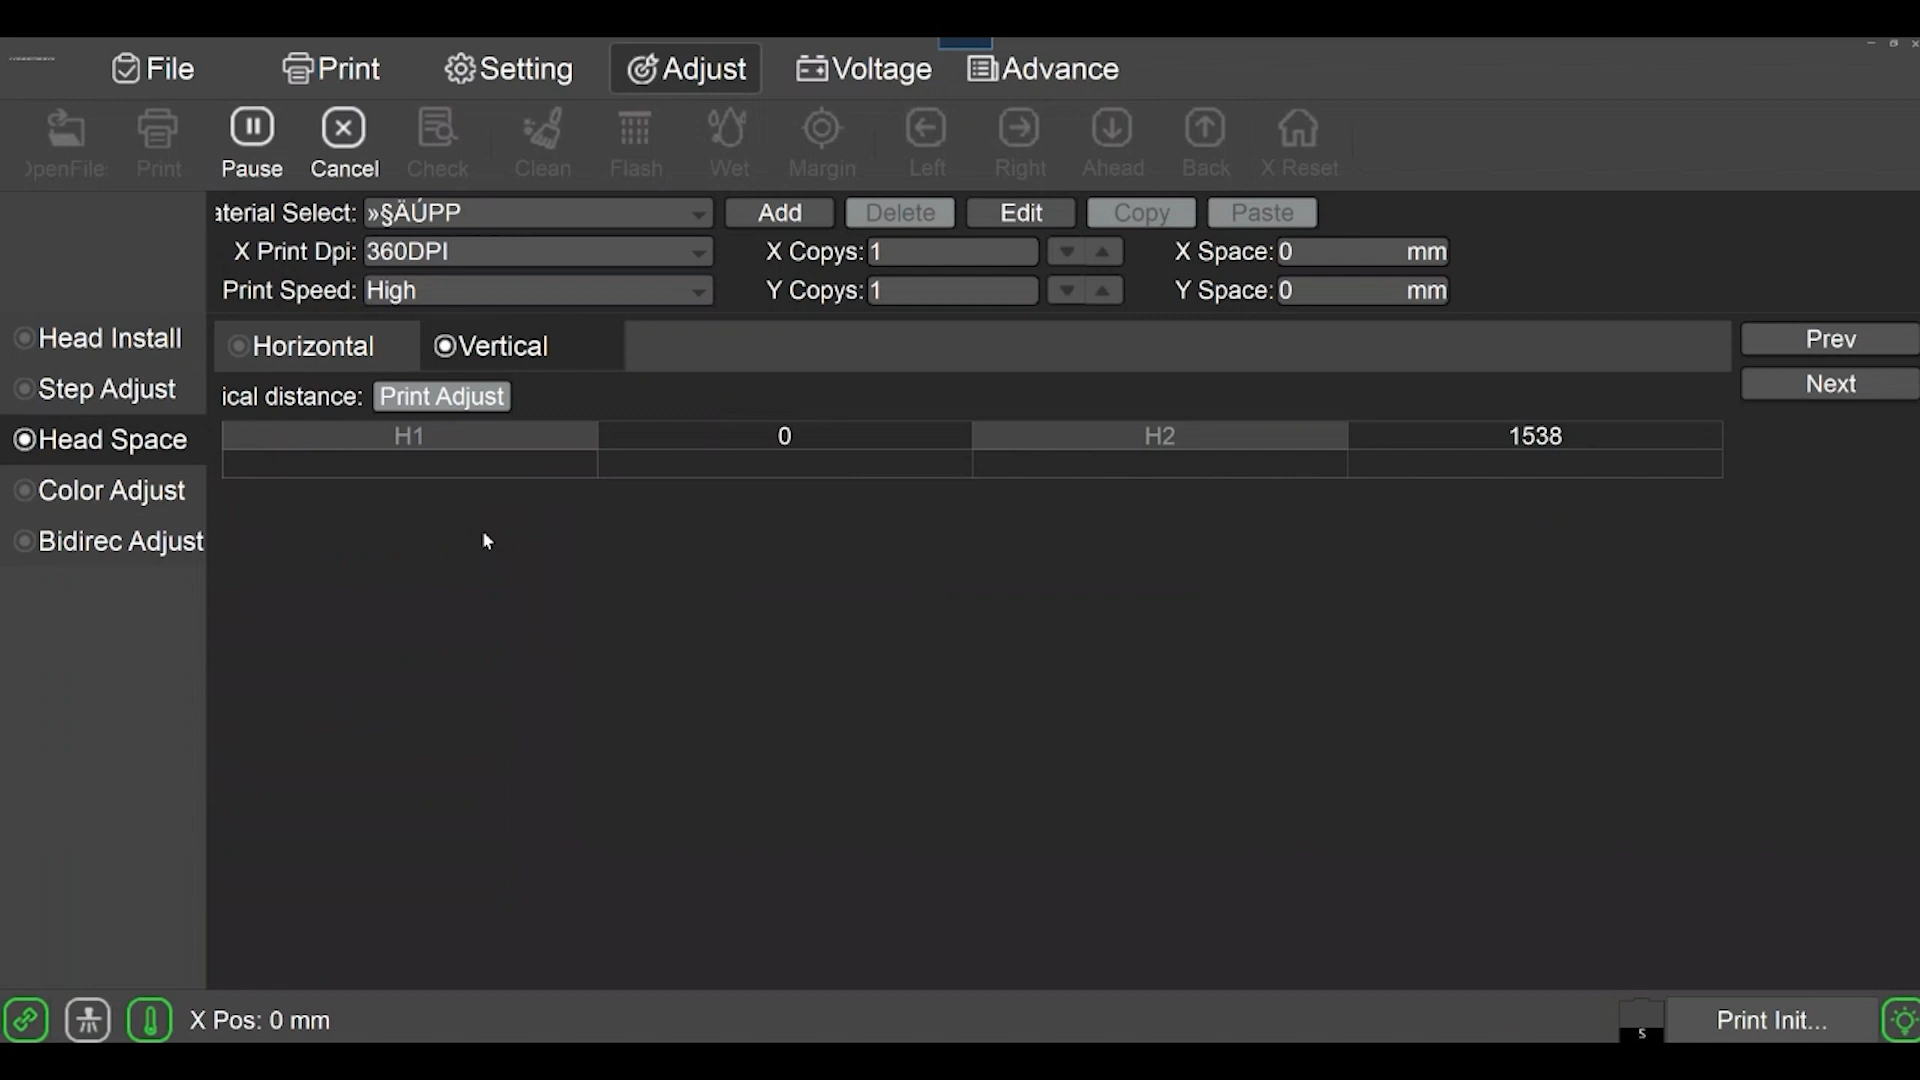 File Print Setting Adjust Voltage Advance
OpenFile Print Pause Cancel Check Clean Flash Wet Margin Left Right Ahead Back X Reset
aterial Select: »§ÄÚPP Add Delete Edit Copy Paste
X Print Dpi: 360DPI X Copys: 1 X Space: 0 mm
Print Speed: High Y Copys: 1 Y Space: 0 mm
Head Install
Step Adjust
Head Space
Color Adjust
Bidirec Adjust
Horizontal Vertical
Prev
Next
ical distance: Print Adjust
H1 0 H2 1538
X Pos: 0 mm
S
Print Init...